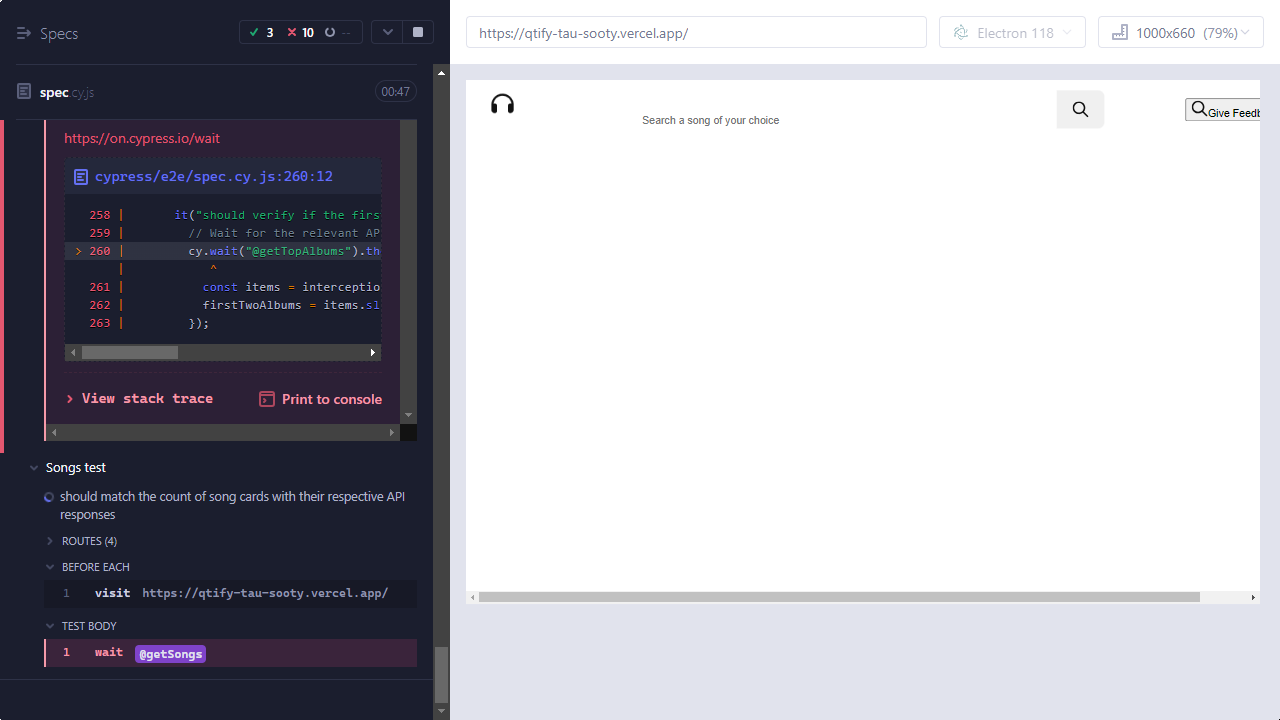 Specs
3 10 --
spec.cy.js
00:47
https://on.cypress.io/wait
cypress/e2e/spec.cy.js:260:12
258 | it("should verify if the firs
259 | // Wait for the relevant AP
> 260 | cy.wait("@getTopAlbums").th
| ^
261 | const items = interceptio
262 | firstTwoAlbums = items.sl
263 | });
View stack trace
Print to console
Songs test
should match the count of song cards with their respective API
responses
ROUTES (4)
BEFORE EACH
1 visit https://qtify-tau-sooty.vercel.app/
TEST BODY
1 wait @getSongs
https://qtify-tau-sooty.vercel.app/
Electron 118
1000x660 (79%)
Search a song of your choice
Give Feedb